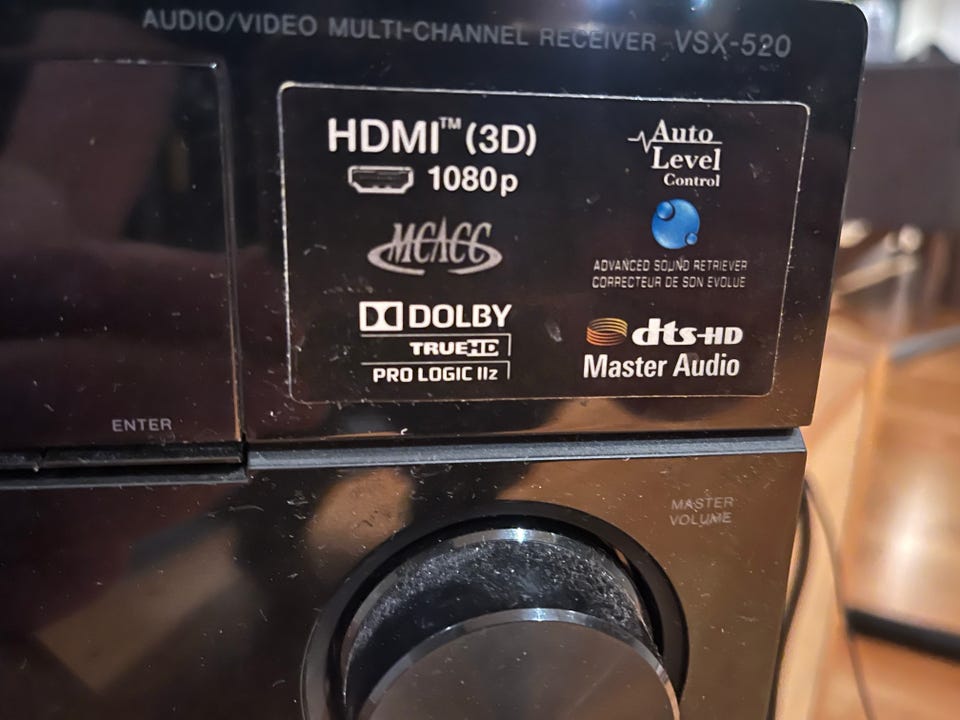 AUDIO/VIDEO MULTI-CHANNEL RECEIVER VSX-520
HDMI™ (3D)
1080p
MCACC
DOLBY
TRUEHD
PRO LOGIC IIz
Auto
Level
Control
ADVANCED SOUND RETRIEVER
CORRECTEUR DE SON EVOLUE
dts-HD
Master Audio
ENTER
MASTER
VOLUME